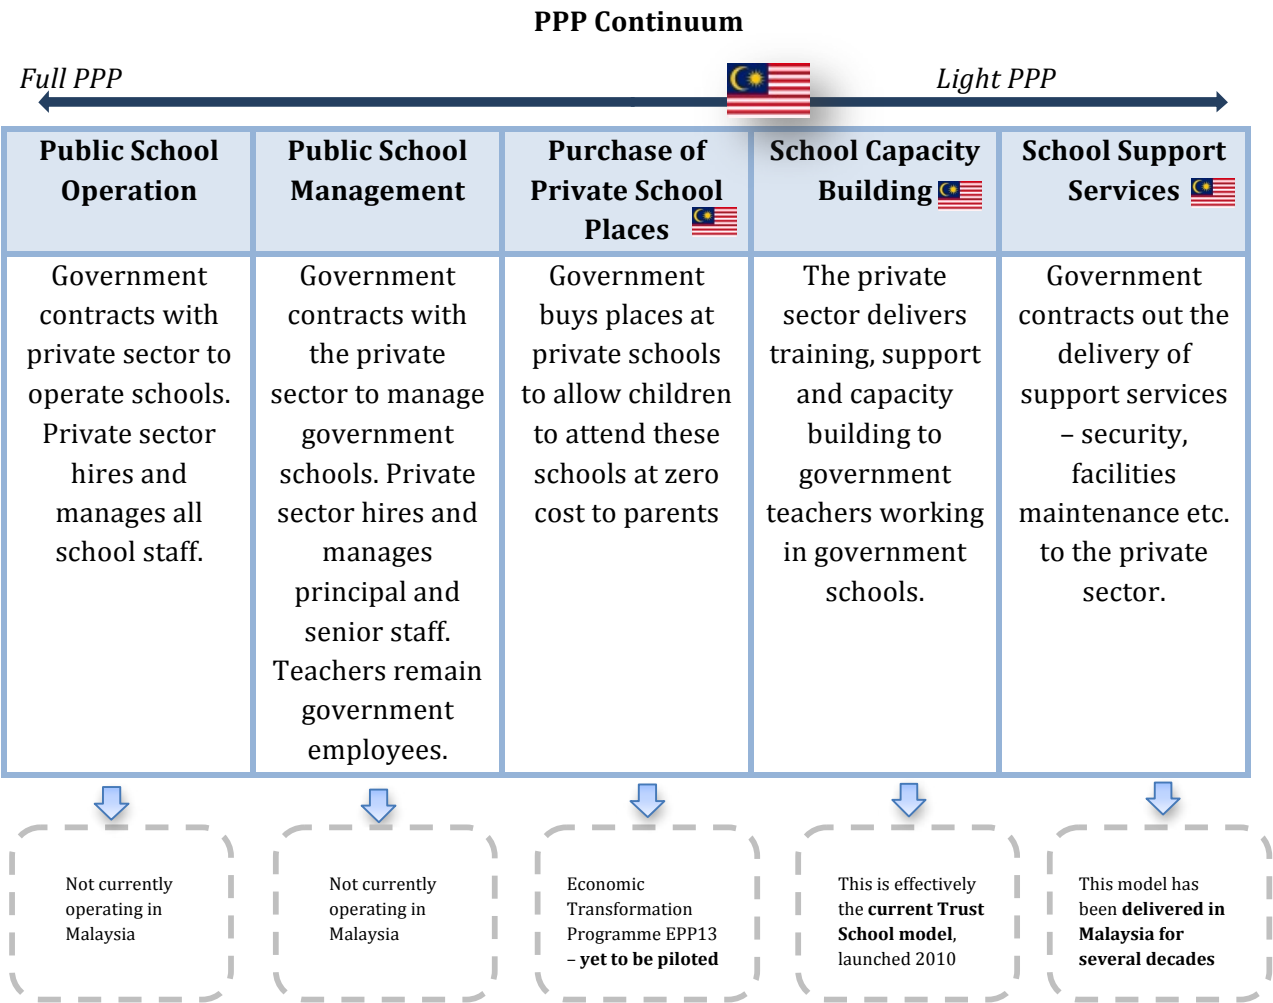 PPP Continuum
Full PPP
Light PPP
Public School
Operation
Public School
Management
Purchase of
Private School
Places
School Capacity
Building
School Support
Services
Government
contracts with
private sector to
operate schools.
Private sector
hires and
manages all
school staff.
Government
contracts with
the private
sector to manage
government
schools. Private
sector hires and
manages
principal and
senior staff.
Teachers remain
government
employees.
Government
buys places at
private schools
to allow children
to attend these
schools at zero
cost to parents
The private
sector delivers
training, support
and capacity
building to
government
teachers working
in government
schools.
Government
contracts out the
delivery of
support services
– security,
facilities
maintenance etc.
to the private
sector.
Not currently
operating in
Malaysia
Not currently
operating in
Malaysia
Economic
Transformation
Programme EPP13
– yet to be piloted
This is effectively
the current Trust
School model,
launched 2010
This model has
been delivered in
Malaysia for
several decades